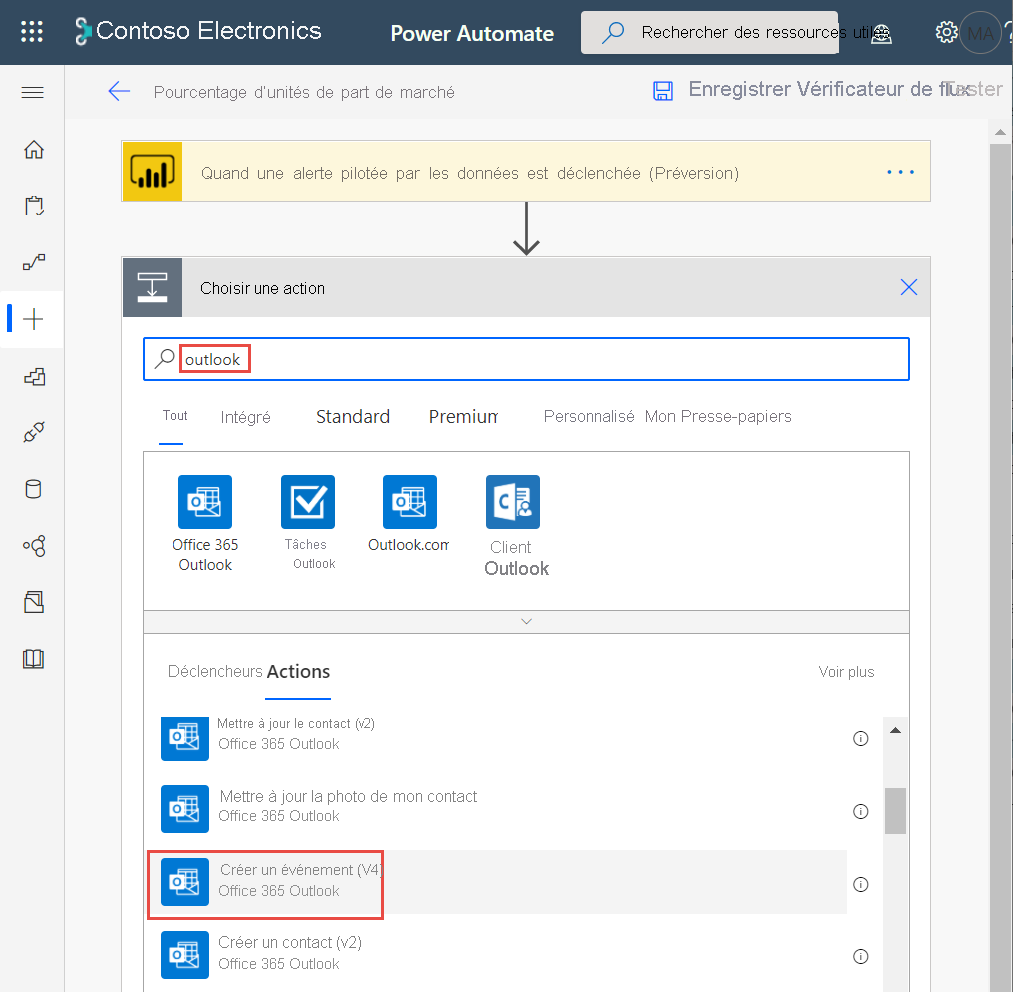 Contoso Electronics
Power Automate
Rechercher des ressources utiles
MA
?
Pourcentage d'unités de part de marché
Enregistrer Vérificateur de flux
Tester
Quand une alerte pilotée par les données est déclenchée (Préversion)
Choisir une action
outlook
Tout Intégré Standard Premium Personnalisé Mon Presse-papiers
Office 365
Outlook
Tâches
Outlook
Outlook.com
Client
Outlook
Déclencheurs Actions Voir plus
Mettre à jour le contact (v2)
Office 365 Outlook
Mettre à jour la photo de mon contact
Office 365 Outlook
Créer un événement (V4)
Office 365 Outlook
Créer un contact (v2)
Office 365 Outlook